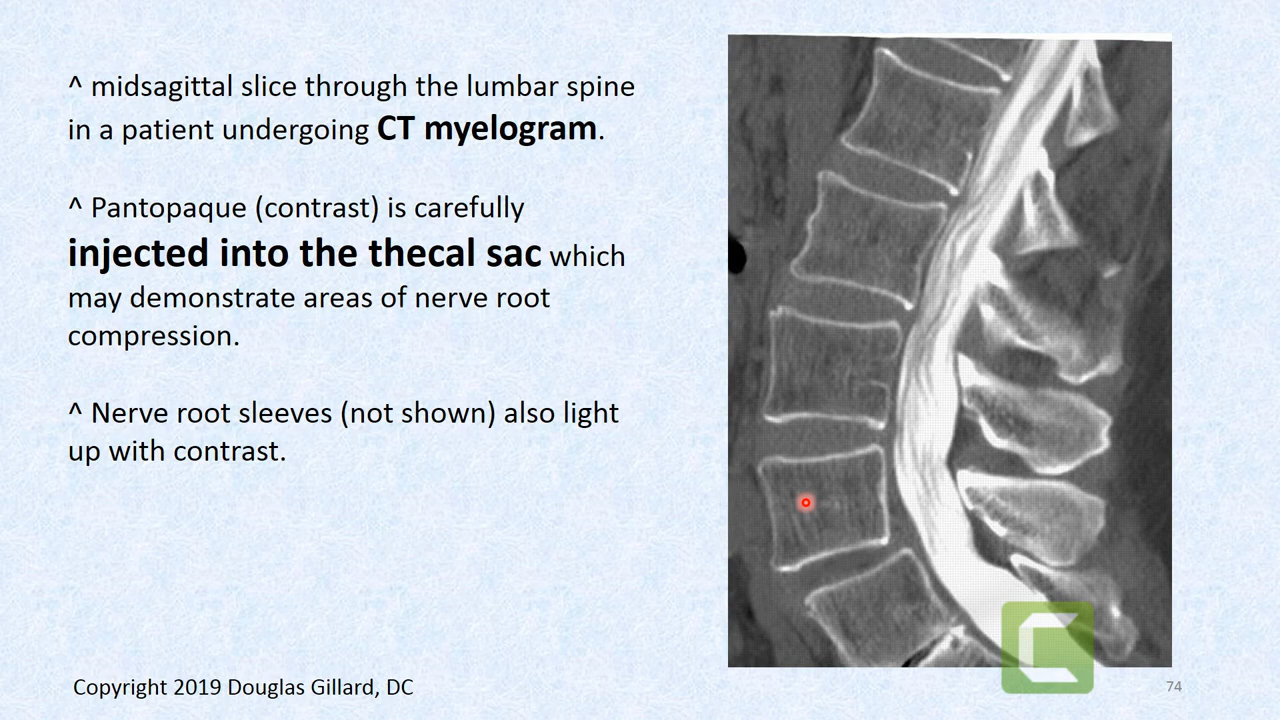 ^ midsagittal slice through the lumbar spine
in a patient undergoing CT myelogram.
^ Pantopaque (contrast) is carefully
injected into the thecal sac which
may demonstrate areas of nerve root
compression.
^ Nerve root sleeves (not shown) also light
up with contrast.
Copyright 2019 Douglas Gillard, DC
74